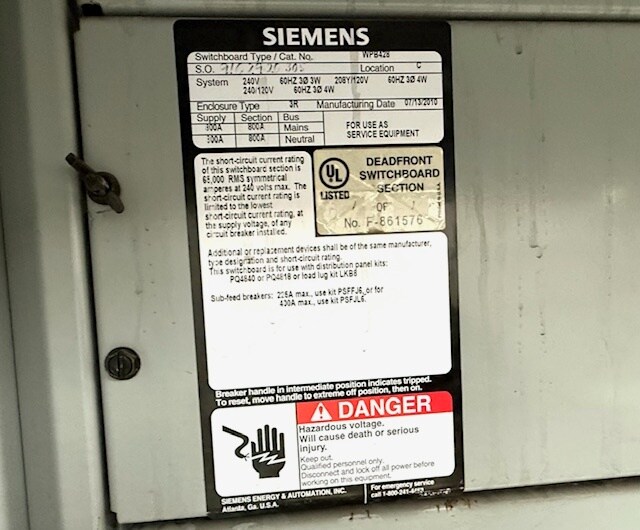 SIEMENS
Switchboard Type / Cat. No. WPB428
S.O. Location C
System 240V 60HZ 3Ø 3W 208Y/120V 60HZ 3Ø 4W
240/120V 60HZ 3Ø 4W
Enclosure Type 3R Manufacturing Date 07/13/2010
Supply Section Bus
800A 800A Mains
800A 800A Neutral
FOR USE AS
SERVICE EQUIPMENT
The short-circuit current rating
of this switchboard section is
65,000 RMS symmetrical
amperes at 240 volts max. The
short-circuit current rating is
limited to the lowest
short-circuit current rating, at
the supply voltage, of any
circuit breaker installed.
UL
LISTED
DEADFRONT
SWITCHBOARD
SECTION
OF
No. F-861576
Additional or replacement devices shall be of the same manufacturer,
type designation and short-circuit rating.
This switchboard is for use with distribution panel kits:
PQ4840 or PQ4818 or load lug kit LKB8
Sub-feed breakers: 225A max., use kit PSFFJ6, or for
400A max., use kit PSFJL6.
Breaker handle in intermediate position indicates tripped.
To reset, move handle to extreme off position, then on.
DANGER
Hazardous voltage.
Will cause death or serious
injury.
Keep out.
Qualified personnel only.
Disconnect and lock off all power before
working on this equipment.
SIEMENS ENERGY & AUTOMATION, INC.
Atlanta, Ga. U.S.A.
For emergency service
call 1-800-241-